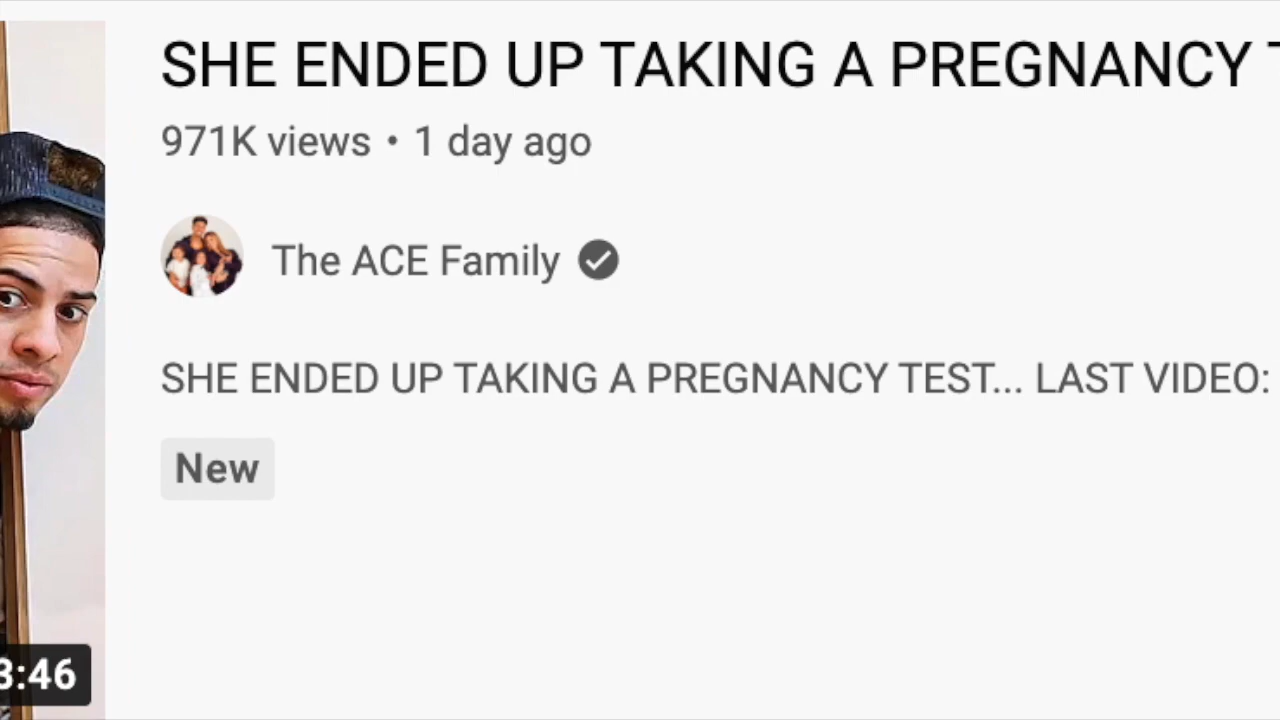 SHE ENDED UP TAKING A PREGNANCY
971K views • 1 day ago
The ACE Family
SHE ENDED UP TAKING A PREGNANCY TEST... LAST VIDEO:
New
3:46